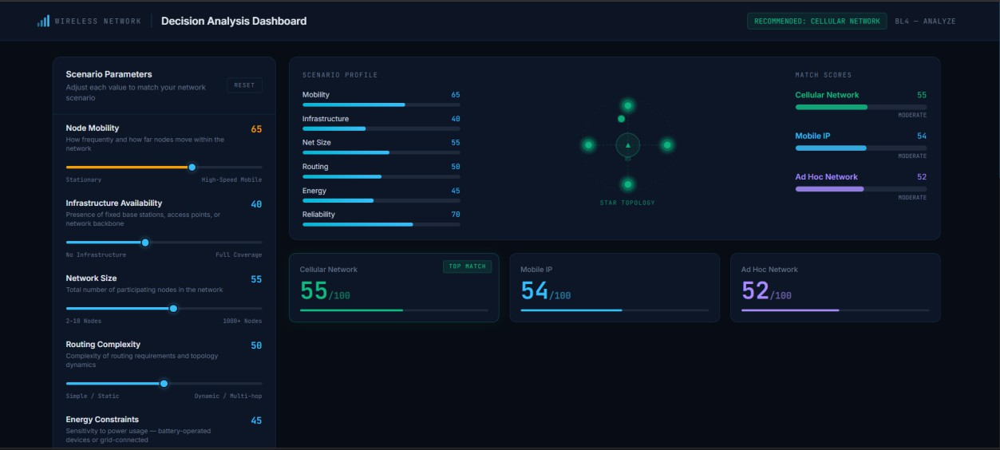 WIRELESS NETWORK
Decision Analysis Dashboard
RECOMMENDED: CELLULAR NETWORK
BL4 — ANALYZE
Scenario Parameters
Adjust each value to match your network
scenario
RESET
Node Mobility
65
How frequently and how far nodes move within the
network
Stationary
High-Speed Mobile
Infrastructure Availability
40
Presence of fixed base stations, access points, or
network backbone
No Infrastructure
Full Coverage
Network Size
55
Total number of participating nodes in the network
2–10 Nodes
1000+ Nodes
Routing Complexity
50
Complexity of routing requirements and topology
dynamics
Simple / Static
Dynamic / Multi-hop
Energy Constraints
45
Sensitivity to power usage — battery-operated
devices or grid-connected
SCENARIO PROFILE
Mobility
65
Infrastructure
40
Net Size
55
Routing
50
Energy
45
Reliability
70
STAR TOPOLOGY
MATCH SCORES
Cellular Network
55
MODERATE
Mobile IP
54
MODERATE
Ad Hoc Network
52
MODERATE
Cellular Network
TOP MATCH
55/100
Mobile IP
54/100
Ad Hoc Network
52/100